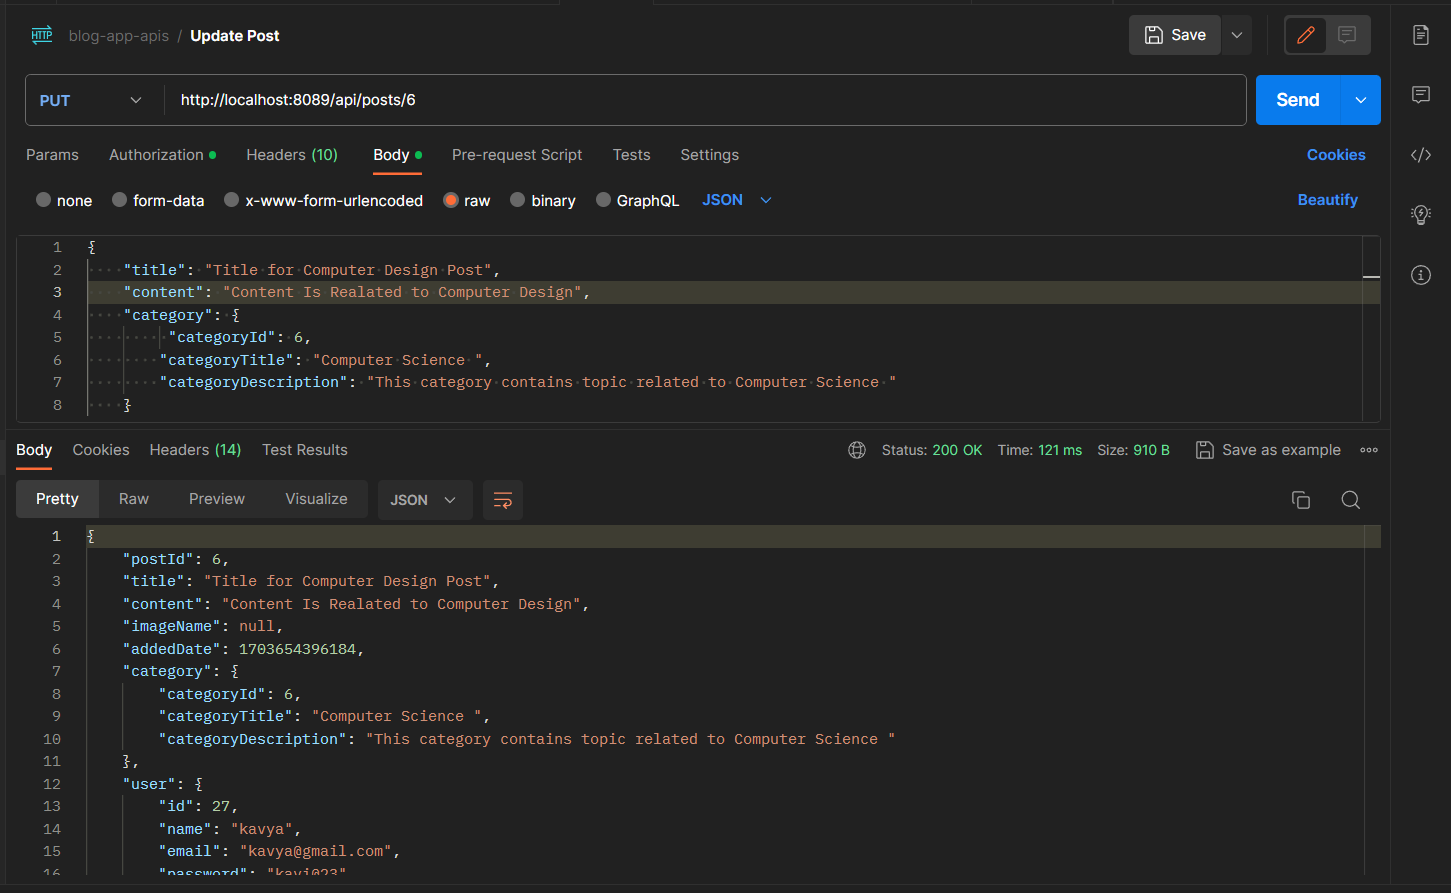 HTTP blog-app-apis / Update Post Save
PUT http://localhost:8089/api/posts/6 Send
Params Authorization Headers (10) Body Pre-request Script Tests Settings Cookies
none form-data x-www-form-urlencoded raw binary GraphQL JSON Beautify
1 {
2 "title": "Title for Computer Design Post",
3 "content": "Content Is Realated to Computer Design",
4 "category": {
5 "categoryId": 6,
6 "categoryTitle": "Computer Science ",
7 "categoryDescription": "This category contains topic related to Computer Science "
8 }
Body Cookies Headers (14) Test Results Status: 200 OK Time: 121 ms Size: 910 B Save as example
Pretty Raw Preview Visualize JSON
1 {
2 "postId": 6,
3 "title": "Title for Computer Design Post",
4 "content": "Content Is Realated to Computer Design",
5 "imageName": null,
6 "addedDate": 1703654396184,
7 "category": {
8 "categoryId": 6,
9 "categoryTitle": "Computer Science ",
10 "categoryDescription": "This category contains topic related to Computer Science "
11 },
12 "user": {
13 "id": 27,
14 "name": "kavya",
15 "email": "kavya@gmail.com",
16 "password": "kavi023"